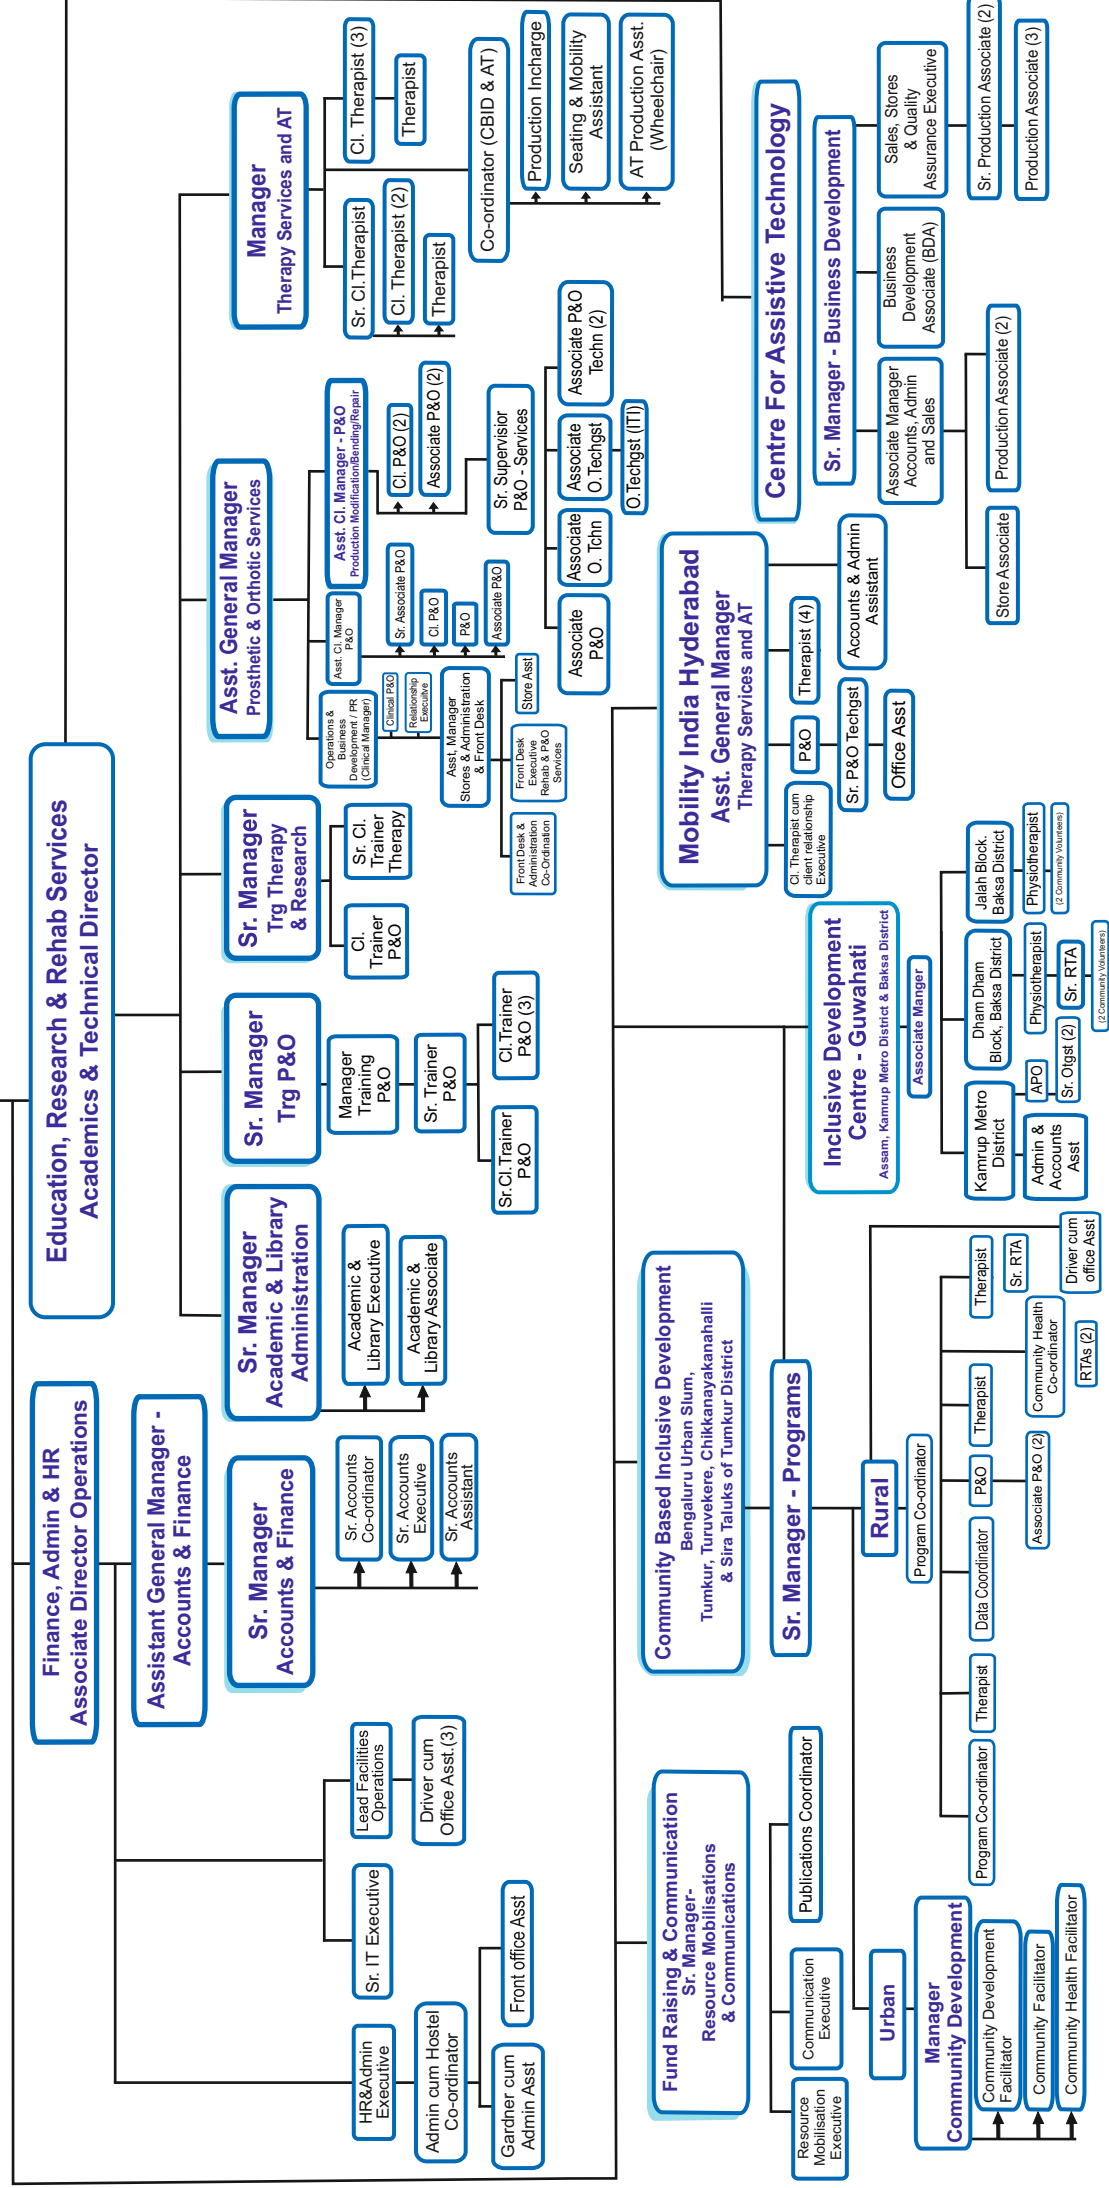 Finance, Admin & HR
Associate Director Operations
Education, Research & Rehab Services
Academics & Technical Director
Assistant General Manager -
Accounts & Finance
Sr. Manager
Accounts & Finance
Sr. Accounts
Co-ordinator
Sr. Accounts
Executive
Sr. Accounts
Assistant
HR&Admin
Executive
Admin cum Hostel
Co-ordinator
Gardner cum
Admin Asst
Front office Asst
Sr. IT Executive
Lead Facilities
Operations
Driver cum
Office Asst.(3)
Sr. Manager
Academic & Library
Administration
Academic &
Library Executive
Academic &
Library Associate
Sr. Manager
Trg P&O
Manager
Training
P&O
Sr. Trainer
P&O
Sr.Cl.Trainer
P&O
Cl.Trainer
P&O (3)
Sr. Manager
Trg Therapy
& Research
Cl.
Trainer
P&O
Sr. Cl.
Trainer
Therapy
Asst. General Manager
Prosthetic & Orthotic Services
Operations &
Business
Development / PR
(Clinical Manager)
Clinical P&O
Relationship
Execuitve
Asst, Manager
Stores & Administration
& Front Desk
Front Desk &
Administration
Co-Ordination
Front Desk
Executive
Rehab & P&O
Services
Store Asst
Asst. Cl. Manager
P&O
Sr. Associate P&O
Cl. P&O
P&O
Associate P&O
Asst. Cl. Manager - P&O
Production Modification/Bending/Repair
Cl. P&O (2)
Associate P&O (2)
Sr. Supervisior
P&O - Services
Associate
P&O
Associate
O. Tchn
Associate
O.Techgst
O.Techgst (ITI)
Associate P&O
Techn (2)
Manager
Therapy Services and AT
Sr. Cl.Therapist
Cl. Therapist (2)
Therapist
Cl. Therapist (3)
Therapist
Co-ordinator (CBID & AT)
Production Incharge
Seating & Mobility
Assistant
AT Production Asst.
(Wheelchair)
Fund Raising & Communication
Sr. Manager-
Resource Mobilisations
& Communications
Resource
Mobilisation
Executive
Communication
Executive
Publications Coordinator
Community Based Inclusive Development
Bengaluru Urban Slum,
Tumkur, Turuvekere, Chikkanayakanahalli
& Sira Taluks of Tumkur District
Sr. Manager - Programs
Urban
Manager
Community Development
Community Development
Facilitator
Community Facilitator
Community Health Facilitator
Rural
Program Co-ordinator
Program Co-ordinator
Therapist
Data Coordinator
P&O
Associate P&O (2)
Therapist
Community Health
Co-ordinator
RTAs (2)
Therapist
Sr. RTA
Driver cum
office Asst
Inclusive Development
Centre - Guwahati
Assam, Kamrup Metro District & Baksa District
Associate Manger
Kamrup Metro
District
Admin &
Accounts
Asst
APO
Sr. Otgst (2)
Dham Dham
Block, Baksa District
Physiotherapist
Sr. RTA
(2 Community Volunteers)
Jalah Block.
Baksa District
Physiotherapist
(2 Community Volunteers)
Mobility India Hyderabad
Asst. General Manager
Therapy Services and AT
Cl. Therapist cum
client relationship
Executive
P&O
Sr. P&O Techgst
Office Asst
Therapist (4)
Accounts & Admin
Assistant
Centre For Assistive Technology
Sr. Manager - Business Development
Associate Manager
Accounts, Admin
and Sales
Store Associate
Production Associate (2)
Business
Development
Associate (BDA)
Sales, Stores
& Quality
Assurance Executive
Sr. Production Associate (2)
Production Associate (3)